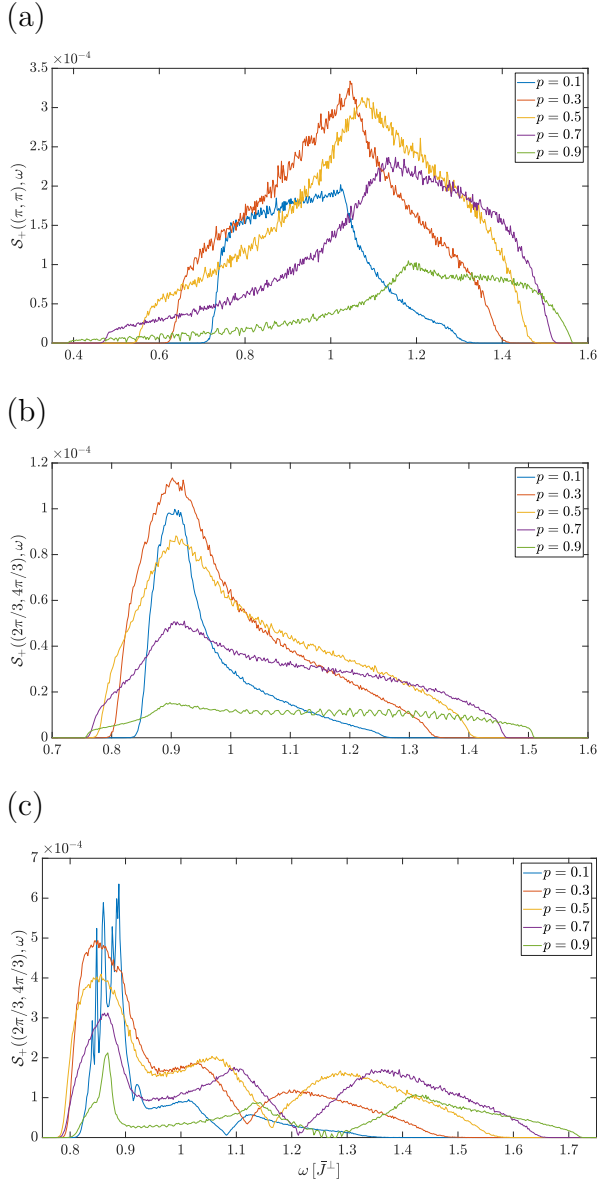 (a)
×10⁻⁴
3.5
3
2.5
2
1.5
1
0.5
0
S₊((π, π), ω)
p = 0.1
p = 0.3
p = 0.5
p = 0.7
p = 0.9
0.4 0.6 0.8 1 1.2 1.4 1.6
(b)
×10⁻⁴
1.2
1
0.8
0.6
0.4
0.2
0
S₊((2π/3, 4π/3), ω)
p = 0.1
p = 0.3
p = 0.5
p = 0.7
p = 0.9
0.7 0.8 0.9 1 1.1 1.2 1.3 1.4 1.5 1.6
(c)
×10⁻⁴
7
6
5
4
3
2
1
0
S₊((2π/3, 4π/3), ω)
p = 0.1
p = 0.3
p = 0.5
p = 0.7
p = 0.9
0.8 0.9 1 1.1 1.2 1.3 1.4 1.5 1.6 1.7
ω [J̄^⊥]